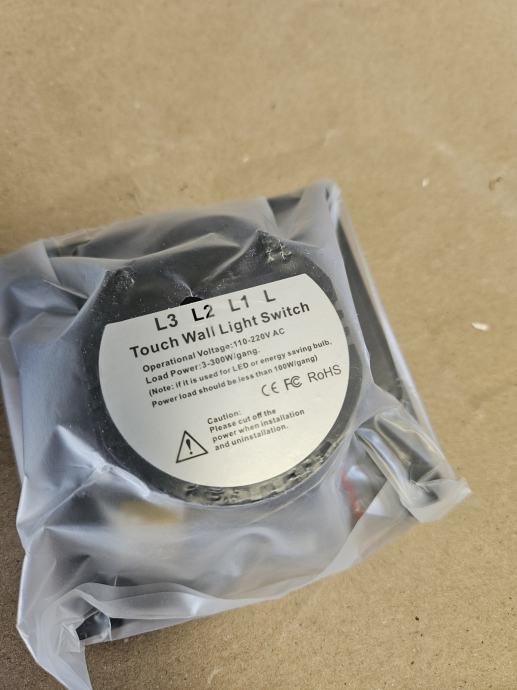 L3 L2 L1 L
Touch Wall Light Switch
Operational Voltage:110-220V AC
Load Power:3-300W/gang.
(Note: if it is used for LED or energy saving bulb,
Power load should be less than 100W/gang)
CE FC RoHS
Caution:
Please cut off the
power when installation
and uninstallation.